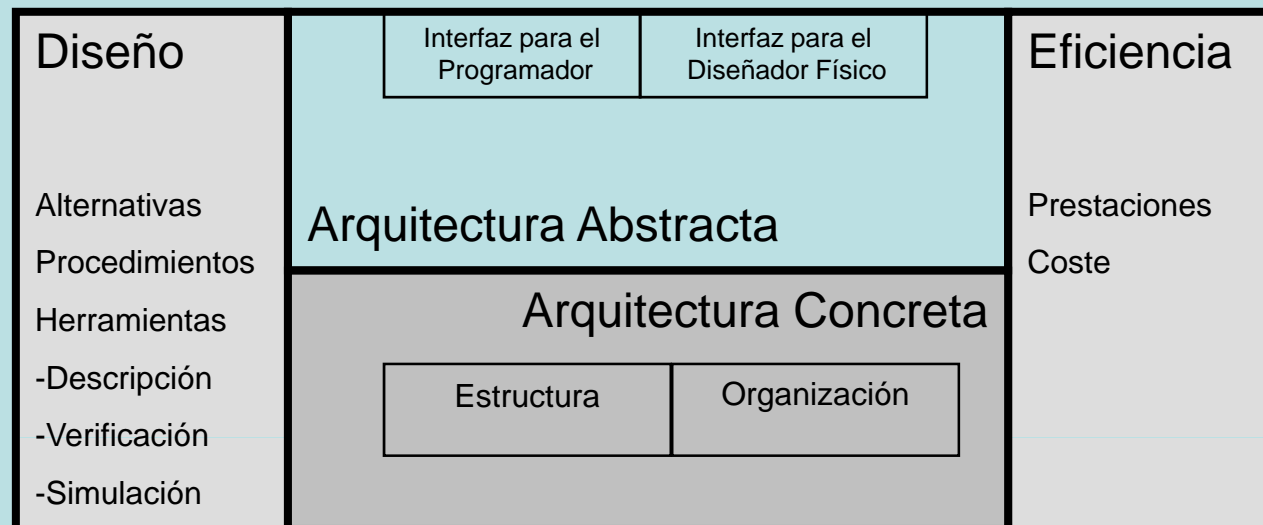 Diseño
Alternativas
Procedimientos
Herramientas
-Descripción
-Verificación
-Simulación
Interfaz para el
Programador
Interfaz para el
Diseñador Físico
Arquitectura Abstracta
Arquitectura Concreta
Estructura
Organización
Eficiencia
Prestaciones
Coste